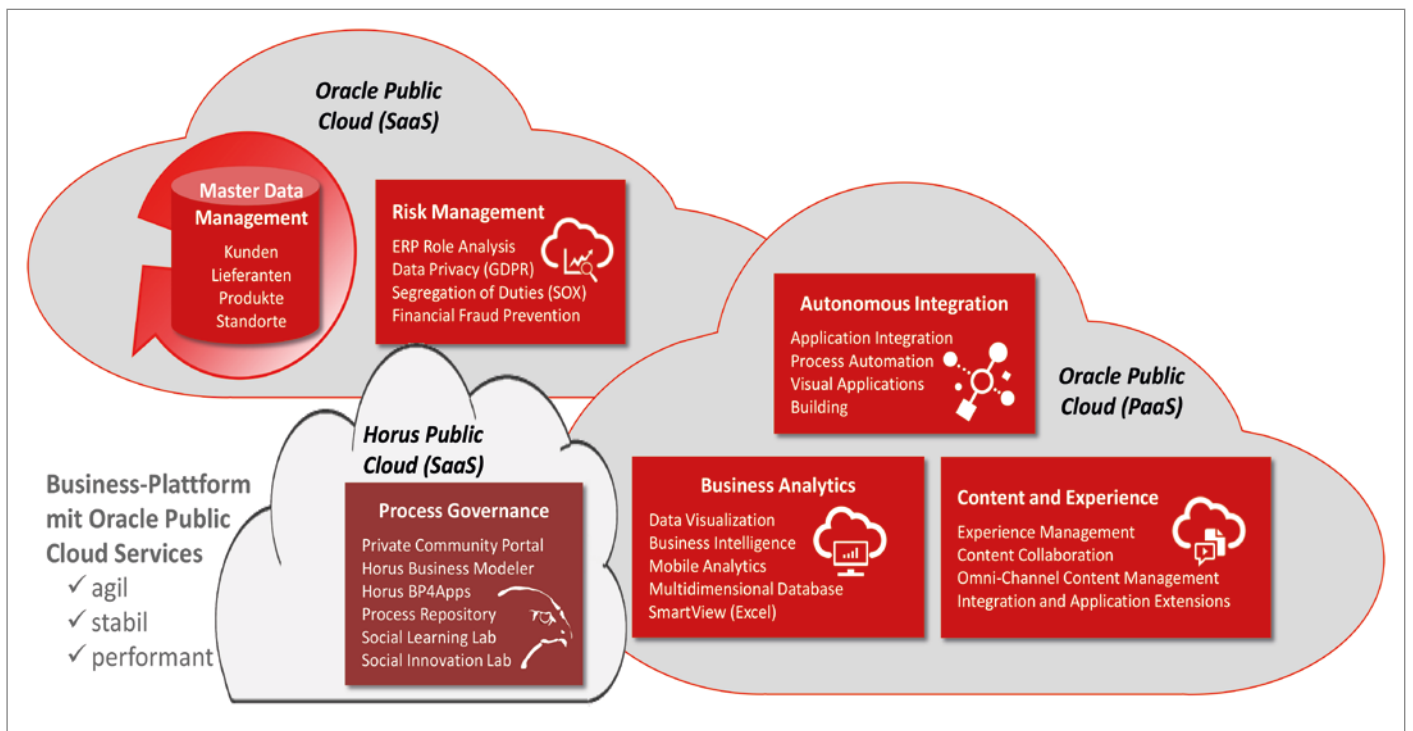 Oracle Public
Cloud (SaaS)
Master Data
Management
Kunden
Lieferanten
Produkte
Standorte
Risk Management
ERP Role Analysis
Data Privacy (GDPR)
Segregation of Duties (SOX)
Financial Fraud Prevention
Autonomous Integration
Application Integration
Process Automation
Visual Applications
Building
Oracle Public
Cloud (PaaS)
Horus Public
Cloud (SaaS)
Process Governance
Private Community Portal
Horus Business Modeler
Horus BP4Apps
Process Repository
Social Learning Lab
Social Innovation Lab
Business Analytics
Data Visualization
Business Intelligence
Mobile Analytics
Multidimensional Database
SmartView (Excel)
Content and Experience
Experience Management
Content Collaboration
Omni-Channel Content Management
Integration and Application Extensions
Business-Plattform
mit Oracle Public
Cloud Services
✓ agil
✓ stabil
✓ performant